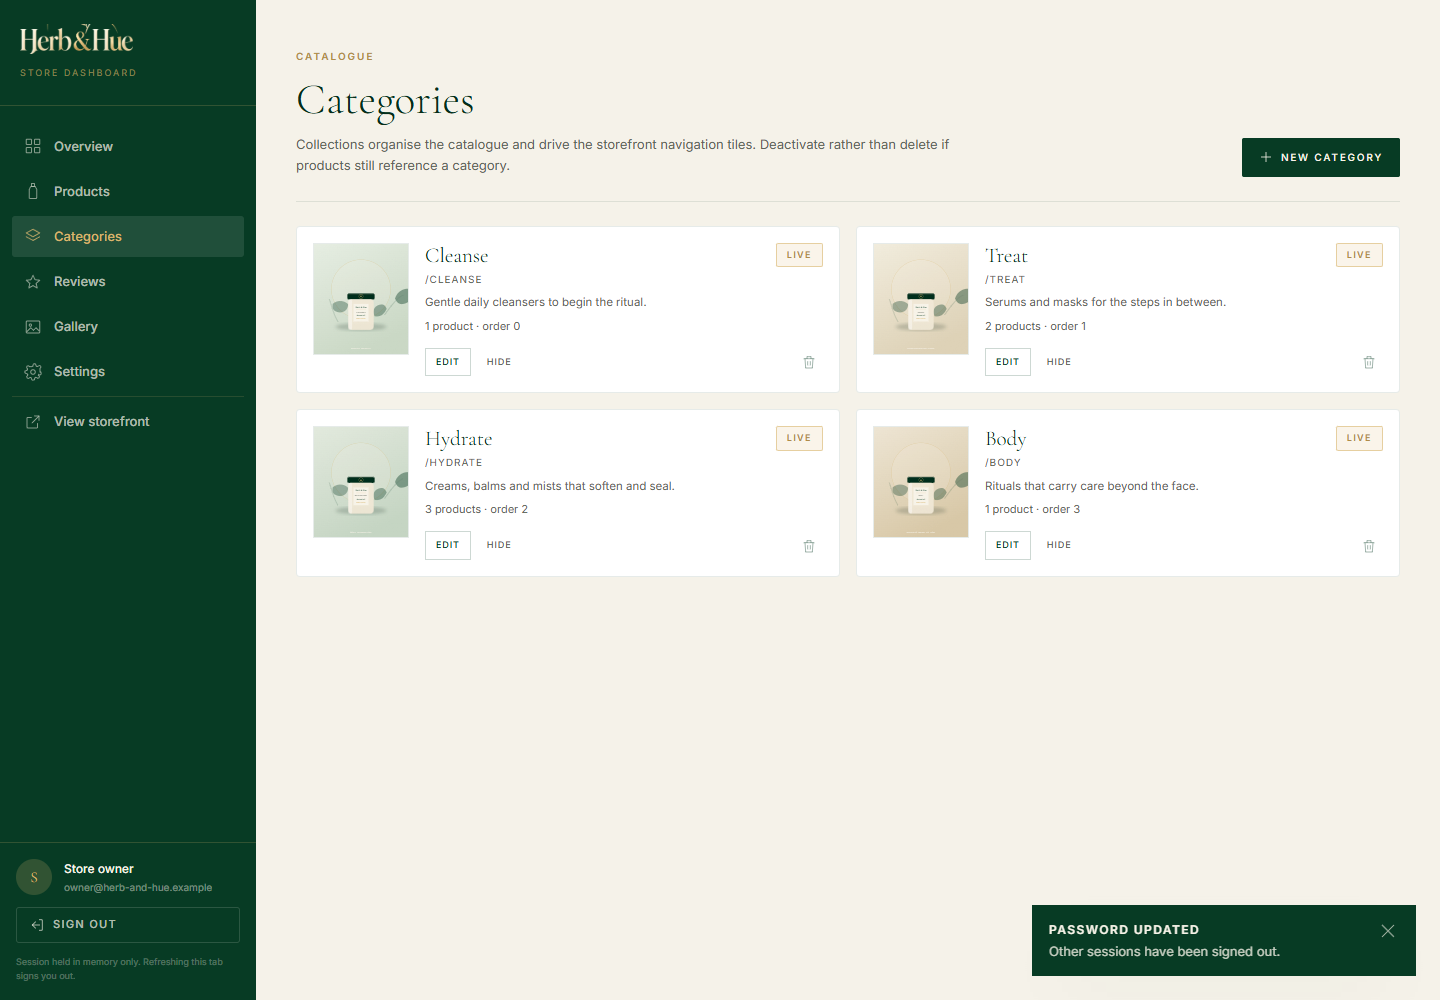 Herb&Hue
STORE DASHBOARD
Overview
Products
Categories
Reviews
Gallery
Settings
View storefront
S
Store owner
owner@herb-and-hue.example
SIGN OUT
Session held in memory only. Refreshing this tab
signs you out.
CATALOGUE
Categories
Collections organise the catalogue and drive the storefront navigation tiles. Deactivate rather than delete if
products still reference a category.
NEW CATEGORY
Cleanse
LIVE
/CLEANSE
Gentle daily cleansers to begin the ritual.
1 product · order 0
EDIT
HIDE
Treat
LIVE
/TREAT
Serums and masks for the steps in between.
2 products · order 1
EDIT
HIDE
Hydrate
LIVE
/HYDRATE
Creams, balms and mists that soften and seal.
3 products · order 2
EDIT
HIDE
Body
LIVE
/BODY
Rituals that carry care beyond the face.
1 product · order 3
EDIT
HIDE
PASSWORD UPDATED
Other sessions have been signed out.